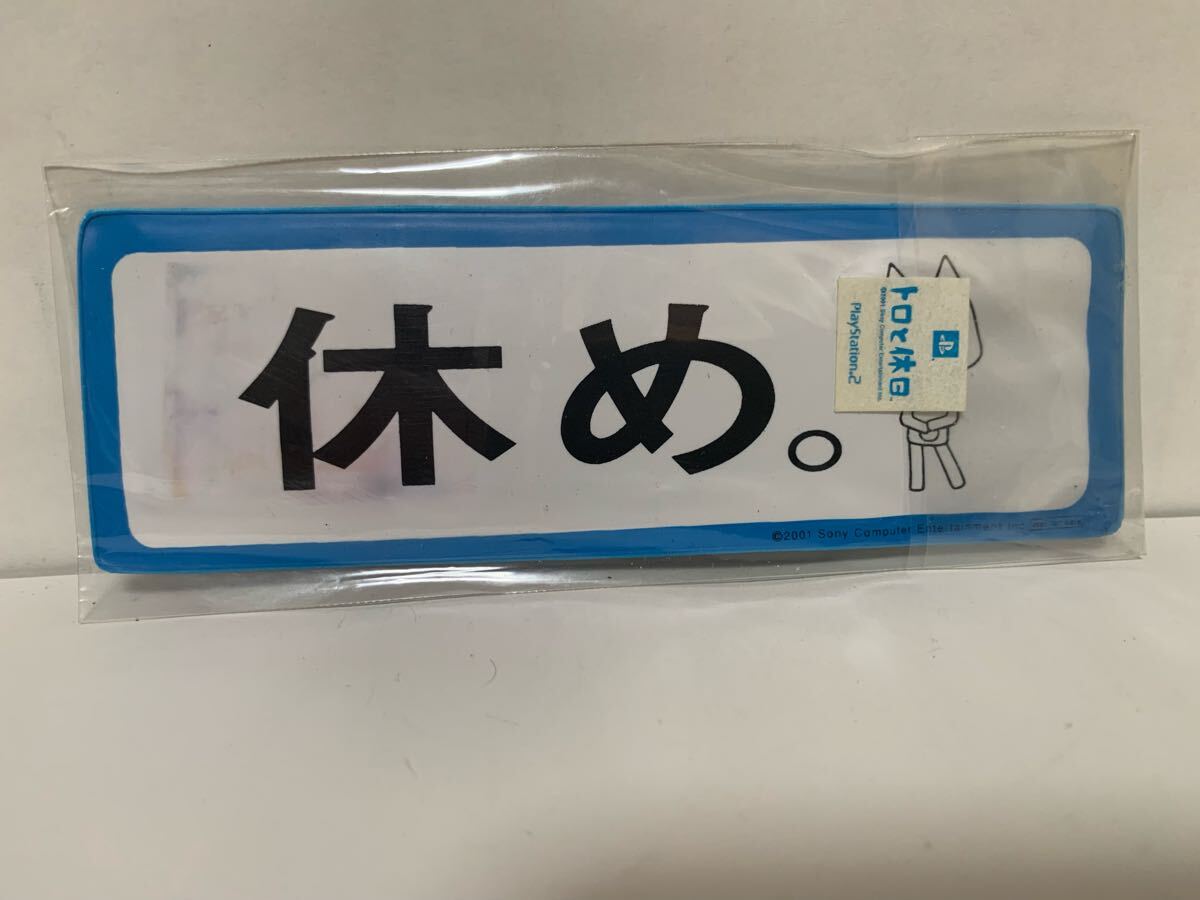 休め。
トロと休日
©2001 Sony Computer Entertainment Inc.
PlayStation.2
©2001 Sony Computer Entertainment Inc.